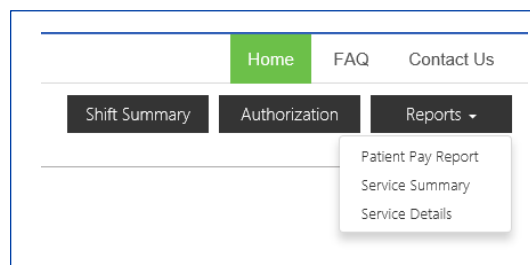 Home FAQ Contact Us
Shift Summary Authorization Reports
Patient Pay Report
Service Summary
Service Details